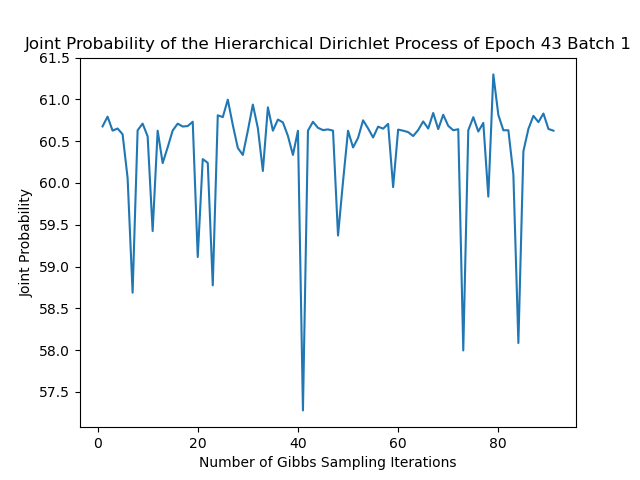 Joint Probability of the Hierarchical Dirichlet Process of Epoch 43 Batch 1
61.5
61.0
60.5
60.0
59.5
59.0
58.5
58.0
57.5
Joint Probability
0 20 40 60 80
Number of Gibbs Sampling Iterations